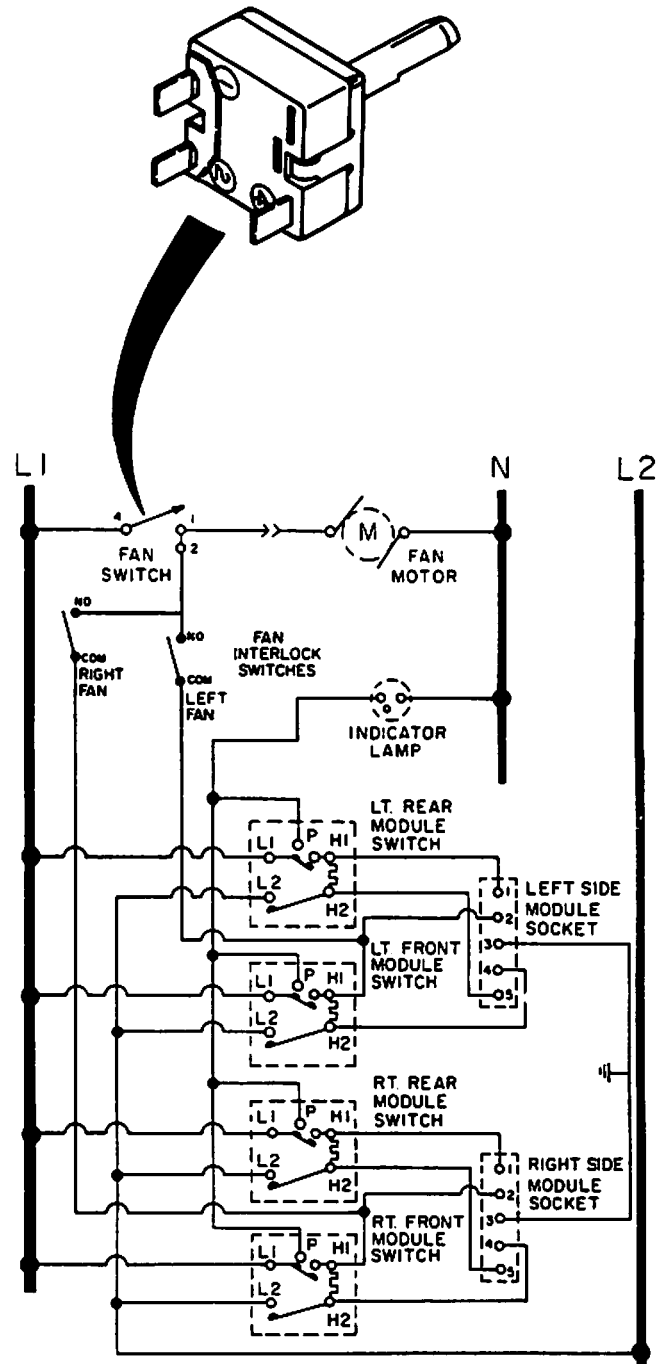 1
2
4
L1 N L2
4 1
2
M
FAN SWITCH
FAN MOTOR
NO
COM
RIGHT FAN
NO
COM
LEFT FAN
FAN INTERLOCK SWITCHES
INDICATOR LAMP
LT. REAR MODULE SWITCH
L1 P H1
L2 H2
1
2
3
4
5
LEFT SIDE MODULE SOCKET
LT FRONT MODULE SWITCH
L1 P H1
L2 H2
RT. REAR MODULE SWITCH
L1 P H1
L2 H2
1
2
3
4
5
RIGHT SIDE MODULE SOCKET
RT. FRONT MODULE SWITCH
L1 P H1
L2 H2